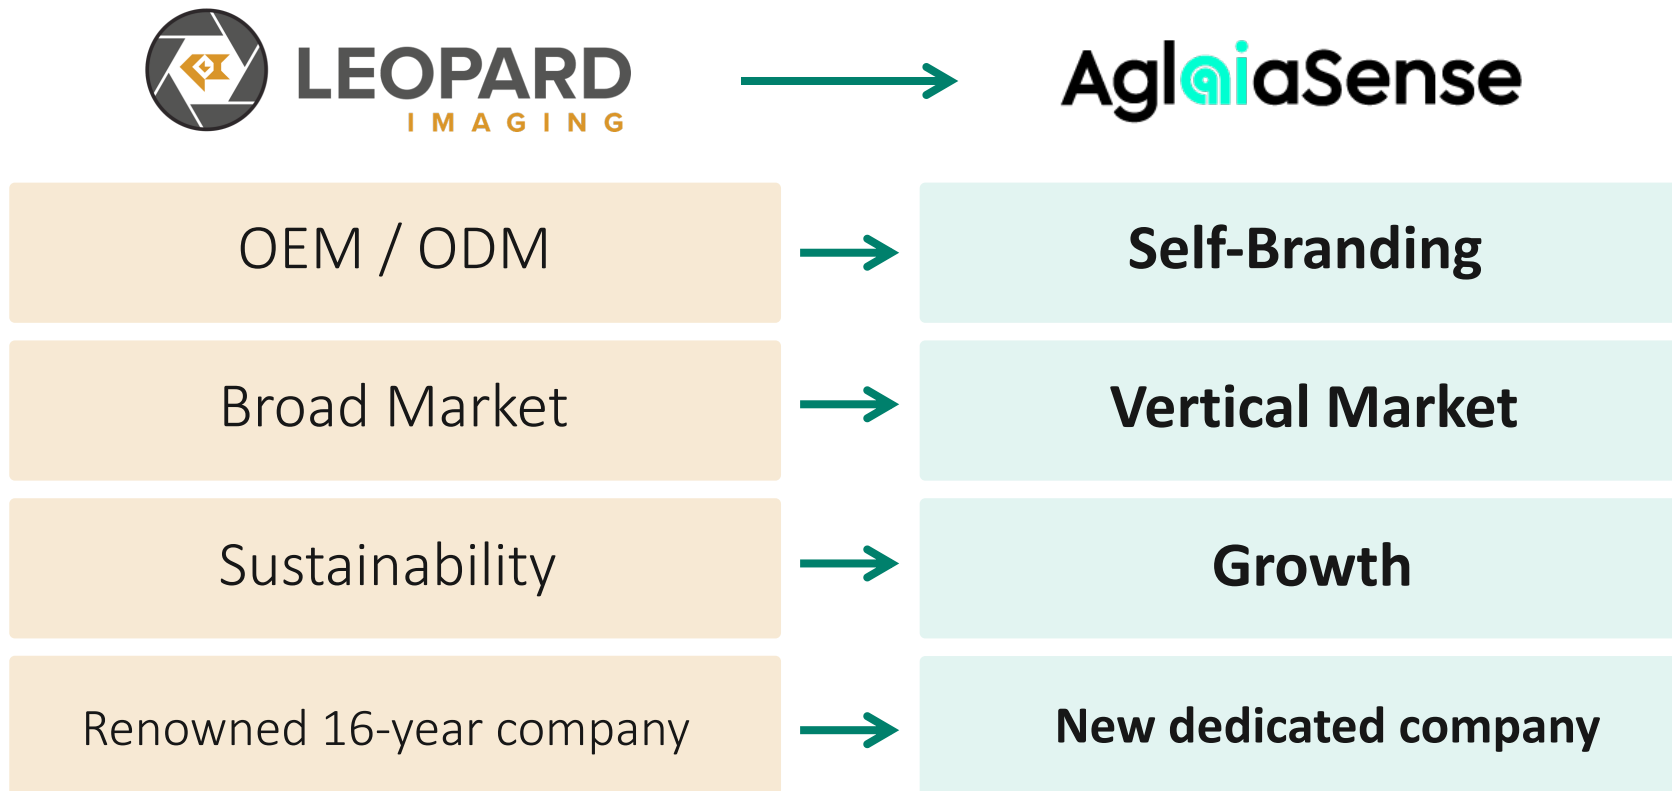 LEOPARD
IMAGING
AglaiaSense
OEM / ODM
Self-Branding
Broad Market
Vertical Market
Sustainability
Growth
Renowned 16-year company
New dedicated company